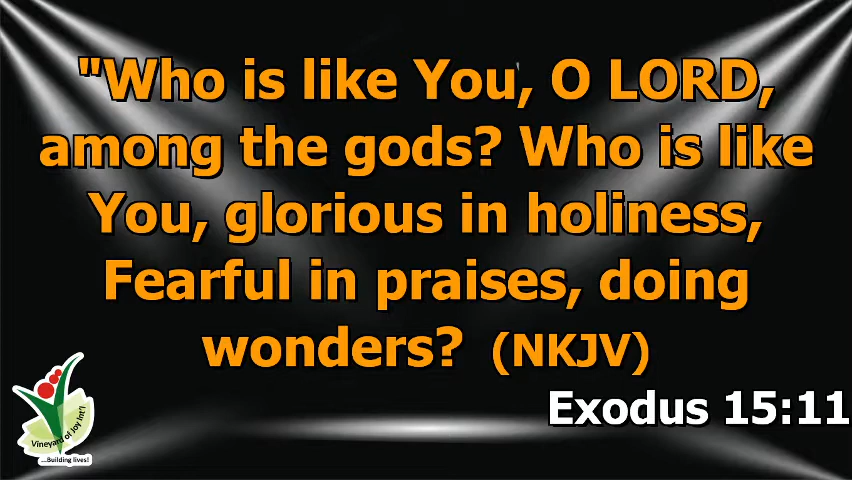 "Who is like You, O LORD,
among the gods? Who is like
You, glorious in holiness,
Fearful in praises, doing
wonders? (NKJV)
Exodus 15:11
Vineyard of Joy Int'l
...Building lives!